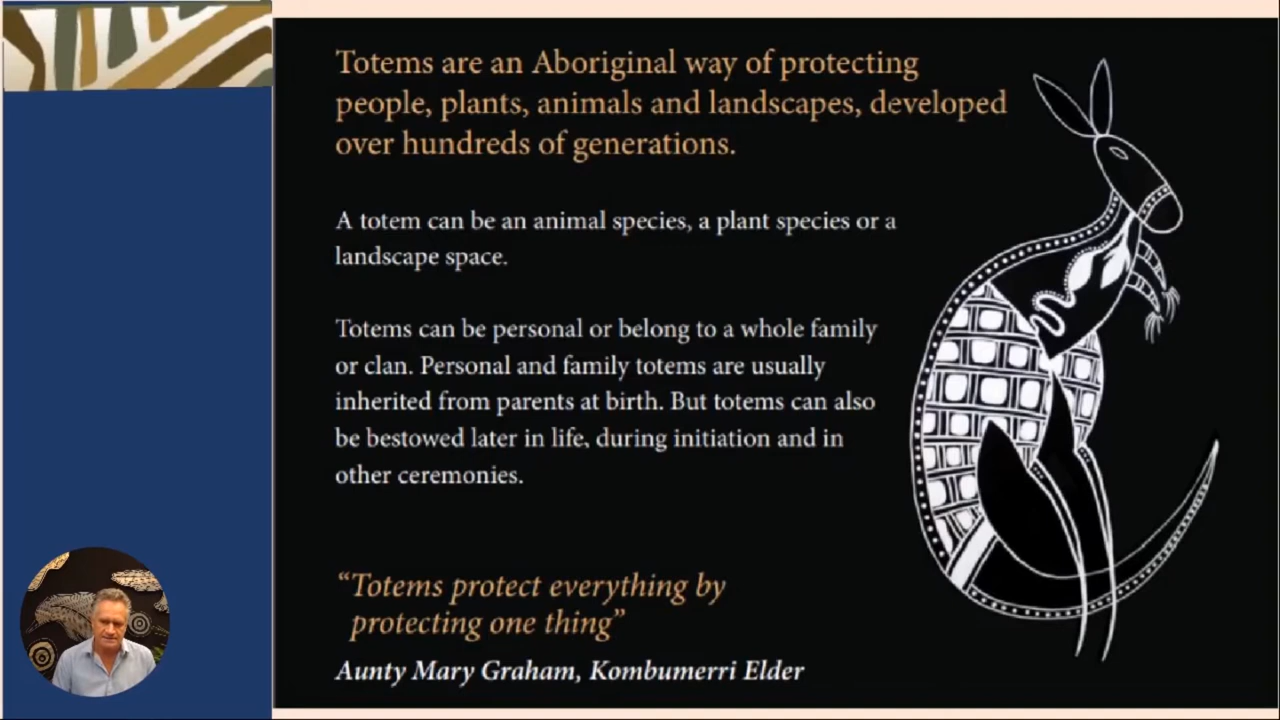 Totems are an Aboriginal way of protecting
people, plants, animals and landscapes, developed
over hundreds of generations.
A totem can be an animal species, a plant species or a
landscape space.
Totems can be personal or belong to a whole family
or clan. Personal and family totems are usually
inherited from parents at birth. But totems can also
be bestowed later in life, during initiation and in
other ceremonies.
“Totems protect everything by
protecting one thing”
Aunty Mary Graham, Kombumerri Elder